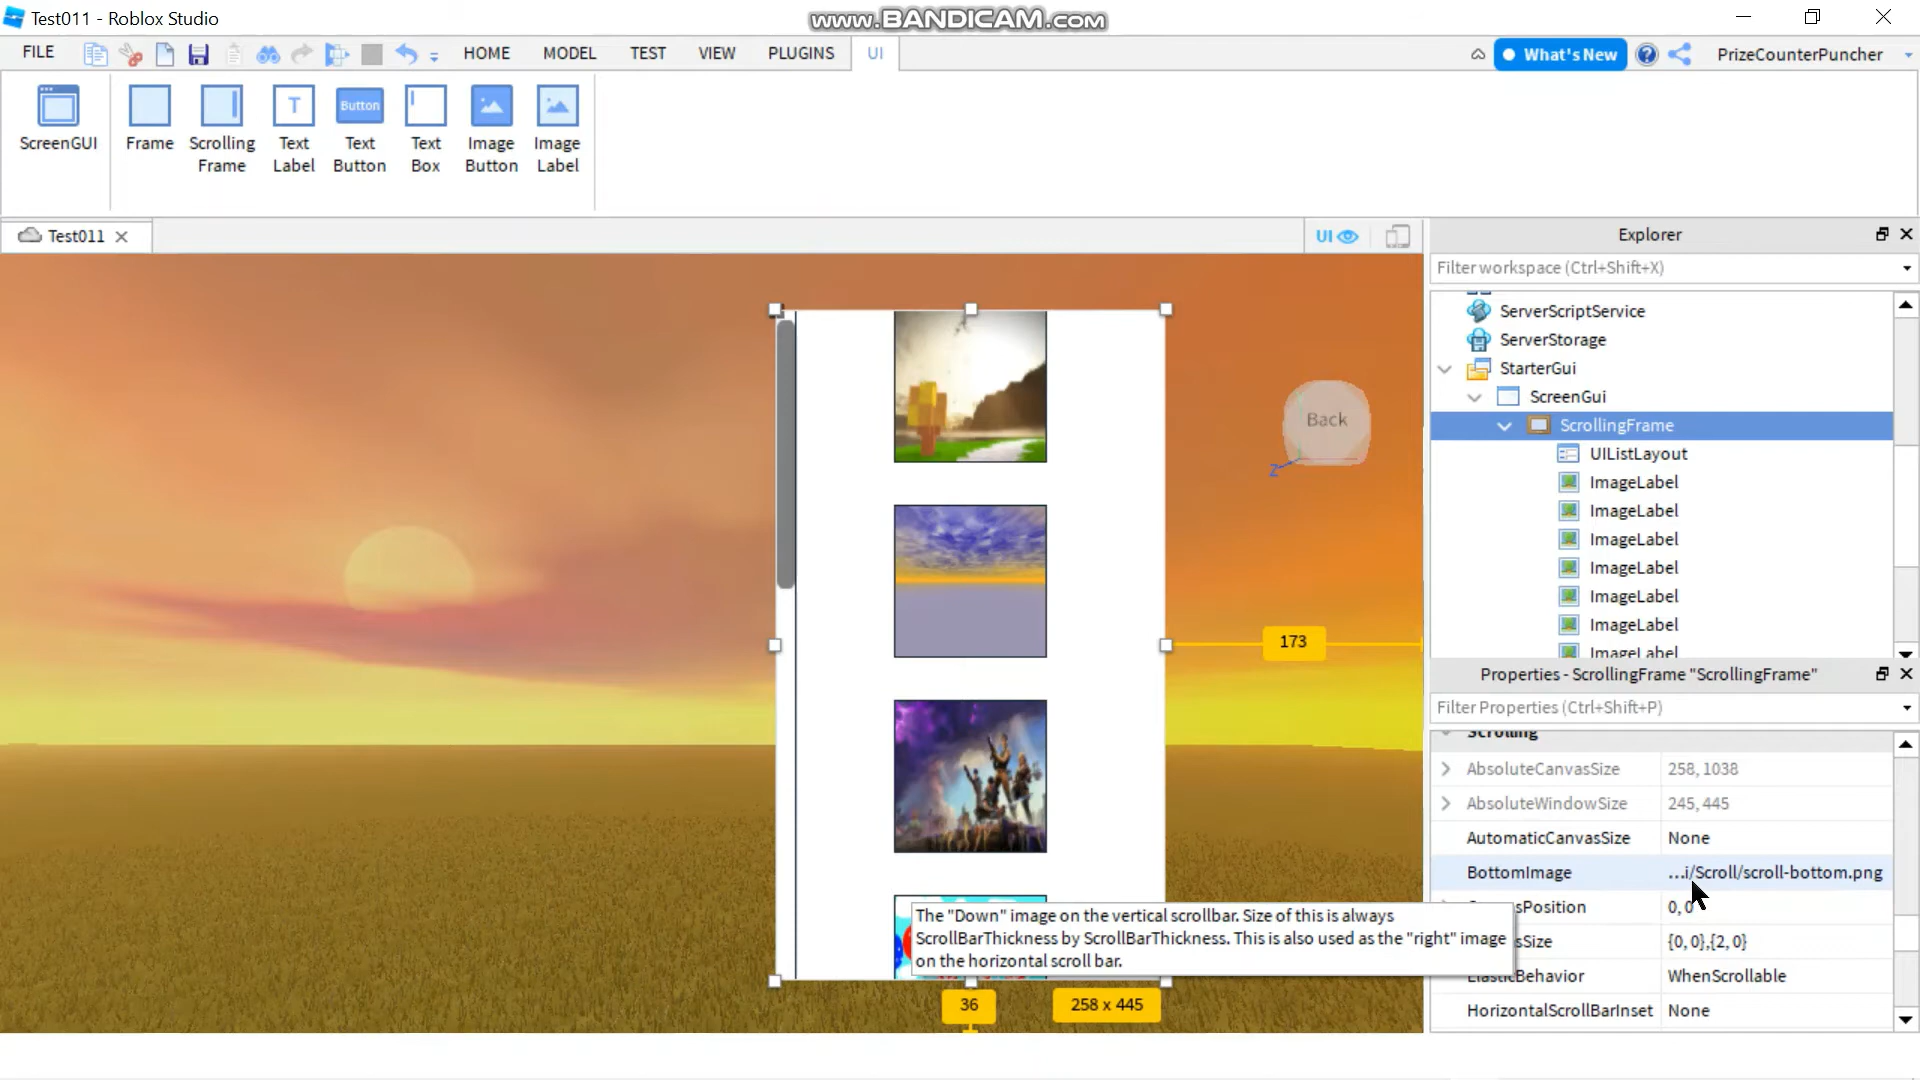 Test011 - Roblox Studio
www.BANDICAM.com
FILE
HOME
MODEL
TEST
VIEW
PLUGINS
UI
What's New
PrizeCounterPuncher
ScreenGUI
Frame
Scrolling
Frame
T
Text
Label
Button
Text
Button
Text
Box
Image
Button
Image
Label
Test011
UI
Explorer
Filter workspace (Ctrl+Shift+X)
ServerScriptService
ServerStorage
StarterGui
ScreenGui
ScrollingFrame
UIListLayout
ImageLabel
ImageLabel
ImageLabel
ImageLabel
ImageLabel
ImageLabel
ImageLabel
Back
Z
173
36
258 x 445
Properties - ScrollingFrame "ScrollingFrame"
Filter Properties (Ctrl+Shift+P)
Scrolling
AbsoluteCanvasSize 258, 1038
AbsoluteWindowSize 245, 445
AutomaticCanvasSize None
BottomImage ...i/Scroll/scroll-bottom.png
sPosition 0, 0
sSize {0, 0},{2, 0}
ElasticBehavior WhenScrollable
HorizontalScrollBarInset None
The "Down" image on the vertical scrollbar. Size of this is always
ScrollBarThickness by ScrollBarThickness. This is also used as the "right" image
on the horizontal scroll bar.